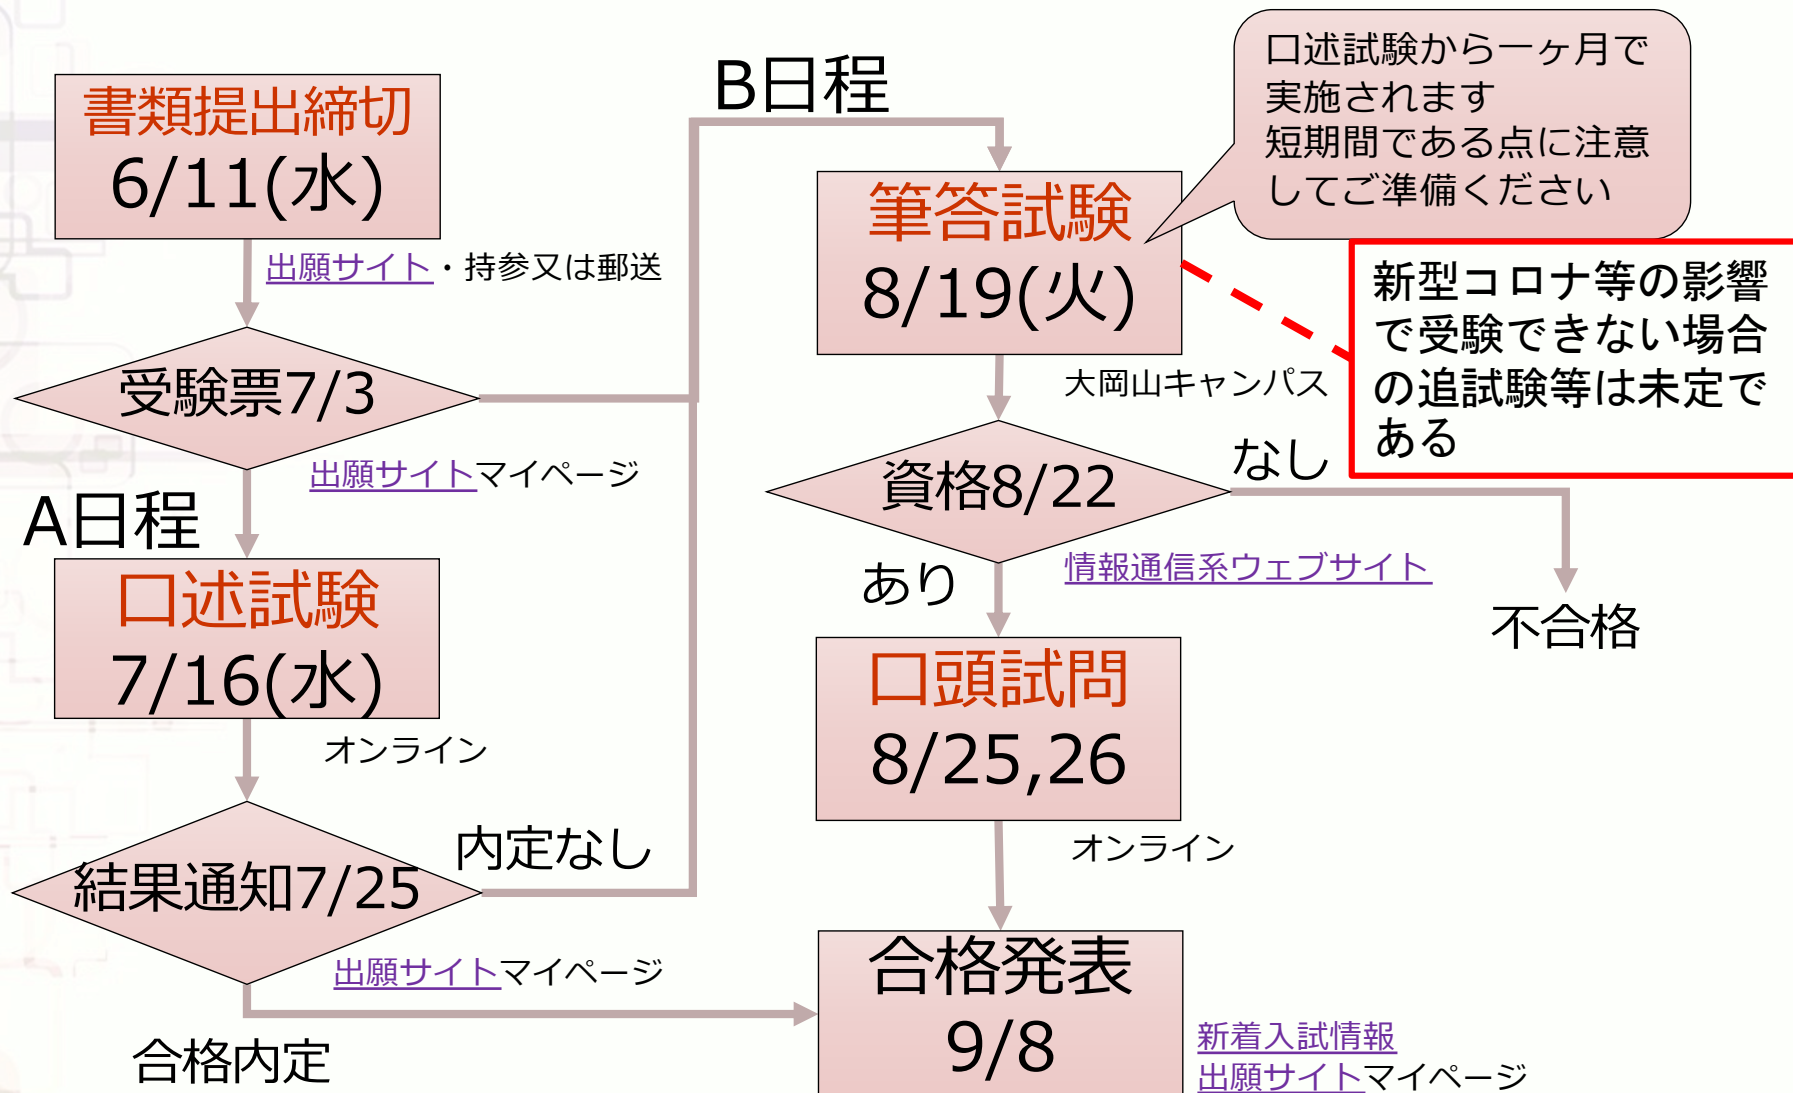 書類提出締切
6/11(水)
出願サイト・持参又は郵送
受験票7/3
出願サイトマイページ
A日程
口述試験
7/16(水)
オンライン
結果通知7/25
内定なし
出願サイトマイページ
合格内定
B日程
口述試験から一ヶ月で
実施されます
短期間である点に注意
してご準備ください
筆答試験
8/19(火)
新型コロナ等の影響
で受験できない場合
の追試験等は未定で
ある
大岡山キャンパス
資格8/22
なし
情報通信系ウェブサイト
あり
不合格
口頭試問
8/25,26
オンライン
合格発表
9/8
新着入試情報
出願サイトマイページ